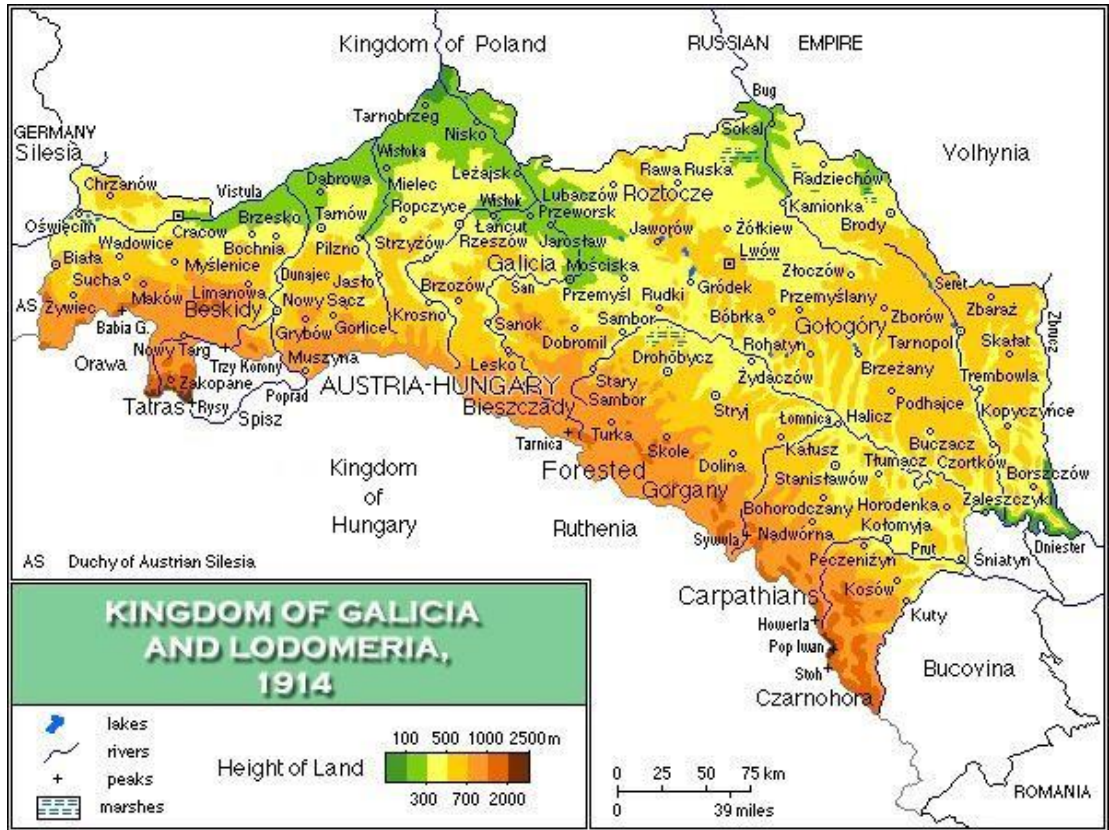 Kingdom of Poland
RUSSIAN EMPIRE
Bug
Tarnobrzeg
Nisko
Sokal
GERMANY
Silesia
Volhynia
Wisłoka
Leżajsk
Rawa Ruska
Radziechów
Chrzanów
Vistula
Dąbrowa
Mielec
Lubaczów
Roztocze
Oświęcim
Brzesko
Tarnów
Ropczyce
Wisłok
Przeworsk
Kamionka
Cracow
Łańcut
Brody
Wadowice
Bochnia
Pilzno
Strzyżów
Rzeszów
Jarosław
Jaworów
Żółkiew
Lwów
Biała
Myślenice
Dunajec
Galicia
Mościska
Złoczów
Sucha
Jasło
San
Seret
AS
Żywiec
Maków
Limanowa
Beskidy
Nowy Sącz
Brzozów
Przemyśl
Rudki
Gródek
Przemyślany
Zbaraż
Babia G.
Krosno
Bóbrka
Gołogóry
Zborów
Zbrucz
Grybów
Gorlice
Sanok
Sambor
Dobromil
Tarnopol
Skałat
Nowy Targ
Muszyna
Drohóbycz
Rohatyn
Orawa
Trzy Korony
Lesko
Żydaczów
Brzeżany
Trembowla
Zakopane
AUSTRIA-HUNGARY
Stary
Sambor
Tatras
Rysy
Poprad
Bieszczady
Stryj
Podhajce
Kopyczyńce
Spisz
Łomnica
Halicz
Tarnica
Turka
Skole
Kałusz
Buczacz
Kingdom
of
Hungary
Forested
Dolina
Tłumacz
Czortków
Gorgany
Stanisławów
Borszczów
Bohorodczany
Horodenka
Zaleszczyki
Ruthenia
Kołomyja
Sywula
Nadwórna
Prut
Dniester
Peczeniżyn
Śniatyn
AS Duchy of Austrian Silesia
Kosów
Carpathians
Kuty
Howerla
Pop Iwan
Stoh
Bucovina
Czarnohora
KINGDOM OF GALICIA
AND LODOMERIA,
1914
lakes
rivers
peaks
marshes
Height of Land
100 500 1000 2500 m
300 700 2000
0 25 50 75 km
0 39 miles
ROMANIA